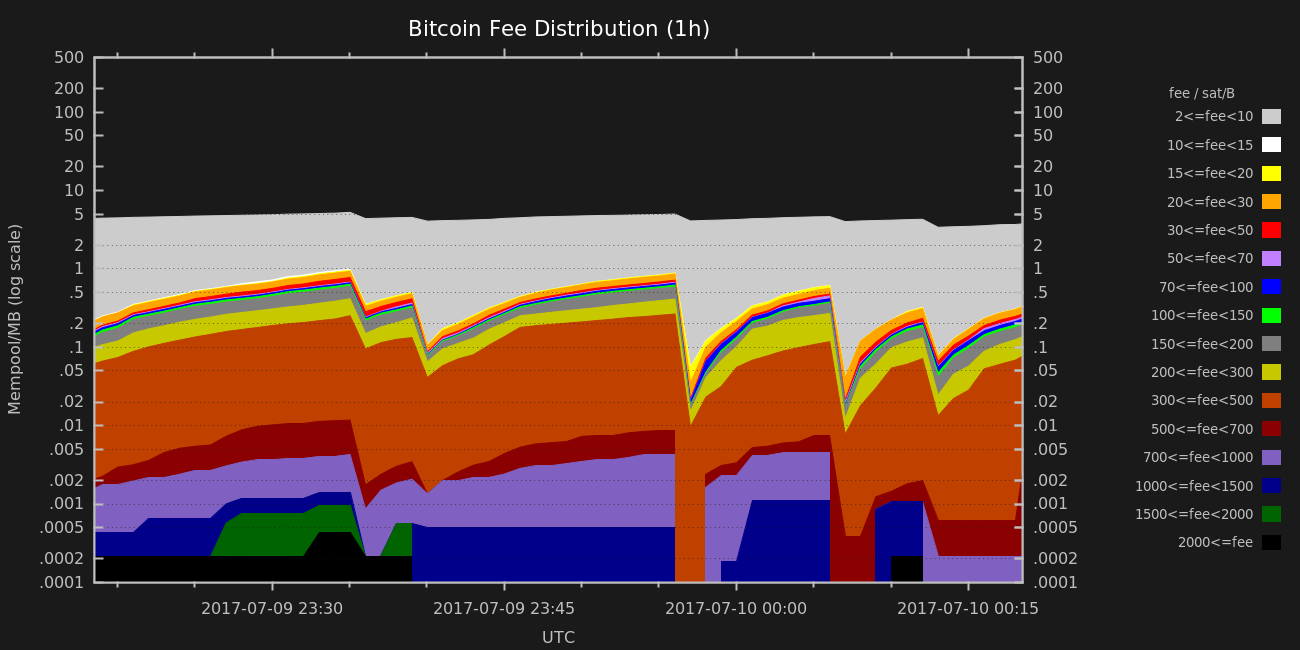 Bitcoin Fee Distribution (1h)
500 500
200 200
100 100
50 50
20 20
10 10
5 5
2 2
1 1
.5 .5
.2 .2
.1 .1
.05 .05
.02 .02
.01 .01
.005 .005
.002 .002
.001 .001
.0005 .0005
.0002 .0002
.0001 .0001
Mempool/MB (log scale)
2017-07-09 23:30 2017-07-09 23:45 2017-07-10 00:00 2017-07-10 00:15
UTC
fee / sat/B
2<=fee<10
10<=fee<15
15<=fee<20
20<=fee<30
30<=fee<50
50<=fee<70
70<=fee<100
100<=fee<150
150<=fee<200
200<=fee<300
300<=fee<500
500<=fee<700
700<=fee<1000
1000<=fee<1500
1500<=fee<2000
2000<=fee